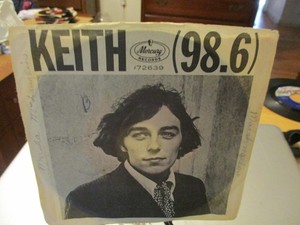 KEITH (98.6)
Mercury
RECORDS
72639
B